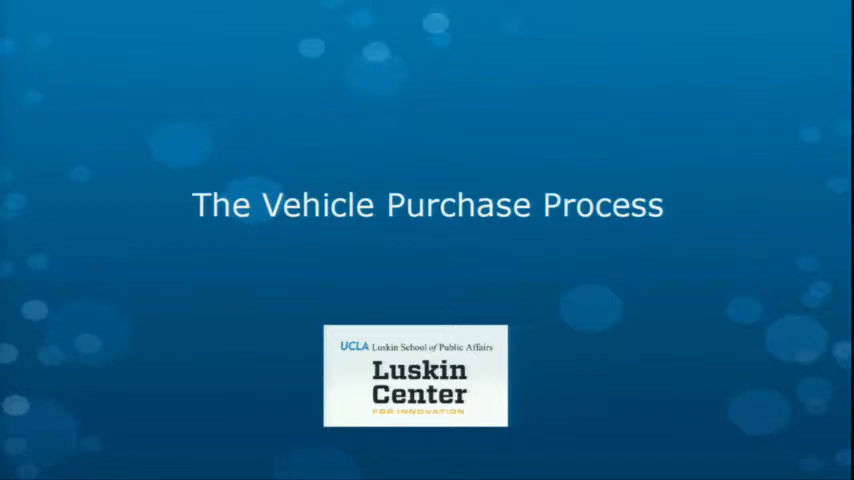 The Vehicle Purchase Process
UCLA Luskin School of Public Affairs
Luskin
Center
FOR INNOVATION